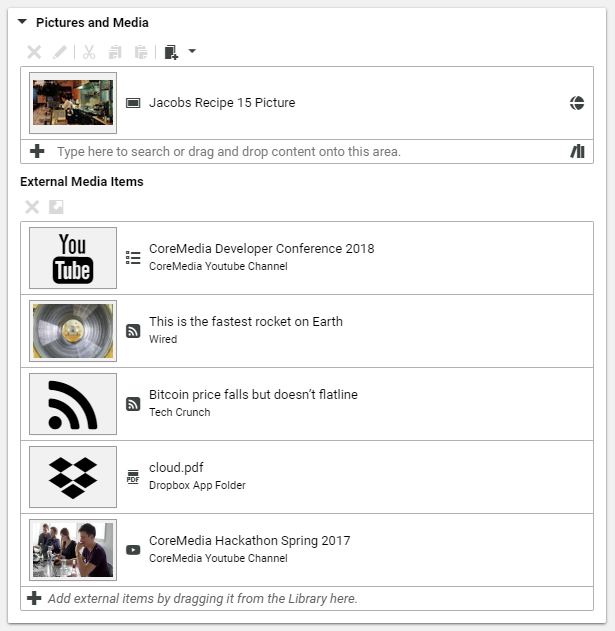 Pictures and Media
Jacobs Recipe 15 Picture
Type here to search or drag and drop content onto this area.
External Media Items
You
Tube
CoreMedia Developer Conference 2018
CoreMedia Youtube Channel
This is the fastest rocket on Earth
Wired
Bitcoin price falls but doesn’t flatline
Tech Crunch
cloud.pdf
PDF
Dropbox App Folder
CoreMedia Hackathon Spring 2017
CoreMedia Youtube Channel
Add external items by dragging it from the Library here.